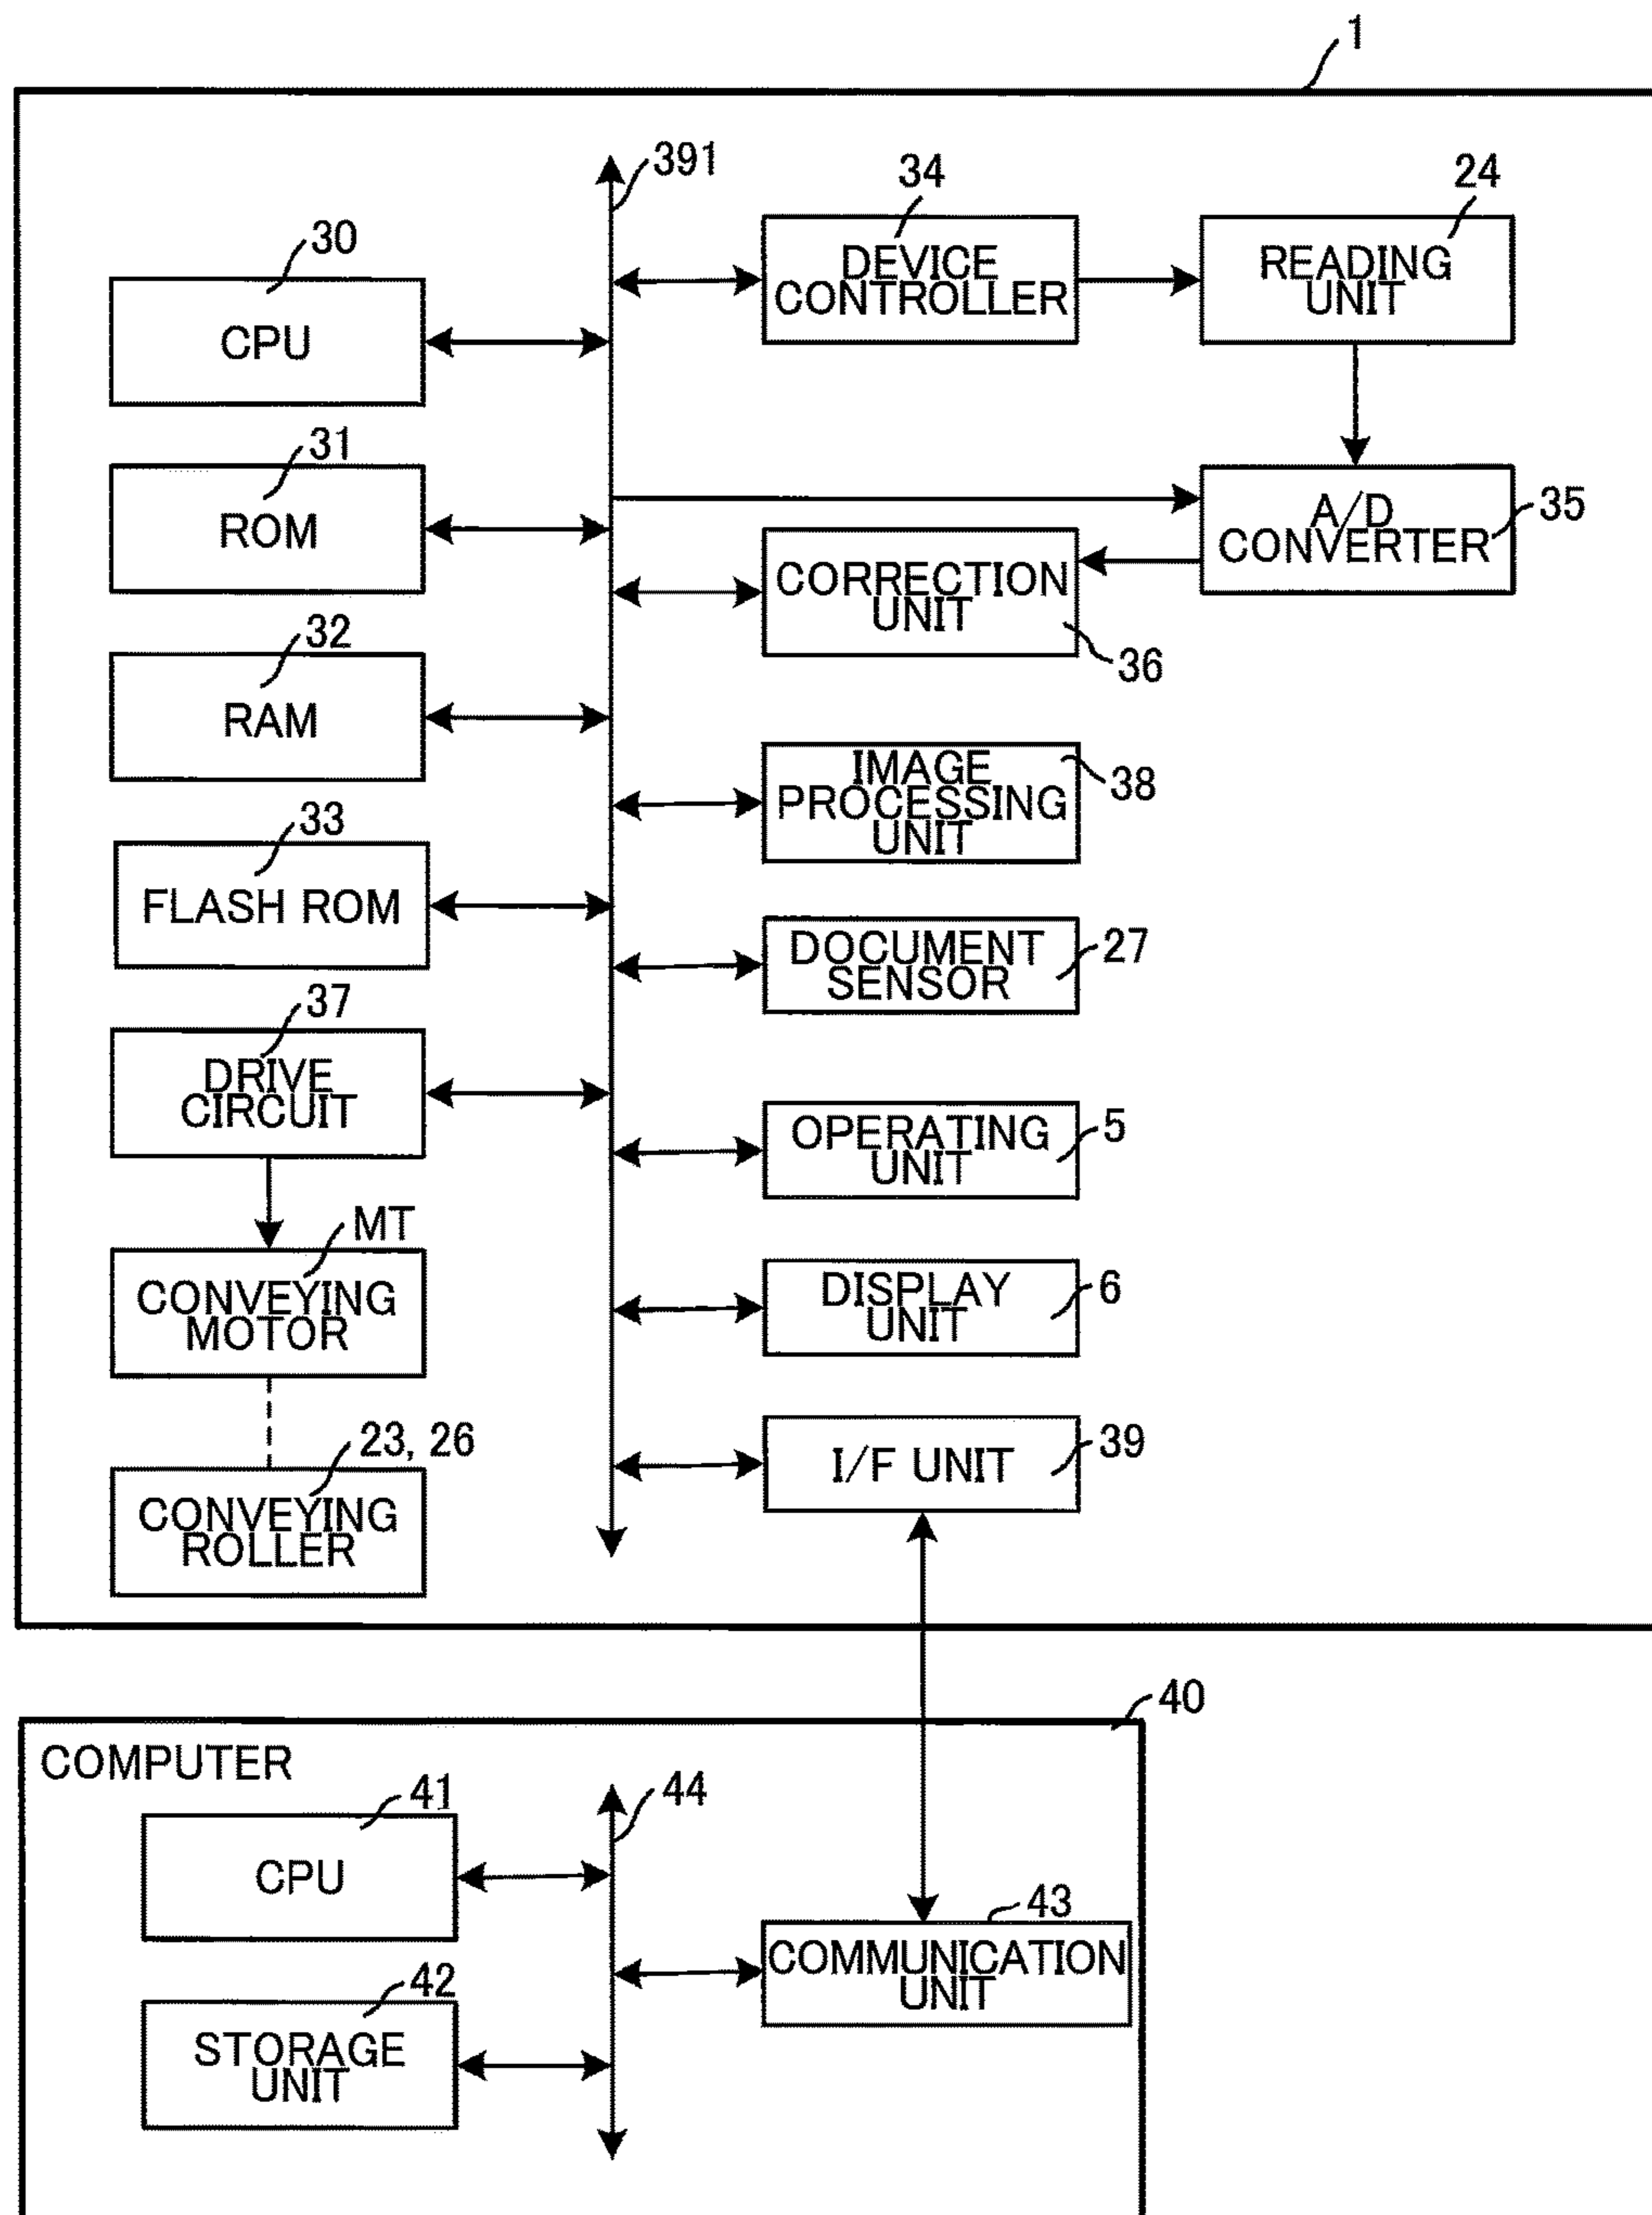 1
391
34
24
30
DEVICE
CONTROLLER
READING
UNIT
CPU
31
ROM
A/D
CONVERTER
35
CORRECTION
UNIT
36
32
RAM
IMAGE
PROCESSING
UNIT
38
33
FLASH ROM
DOCUMENT
SENSOR
27
37
DRIVE
CIRCUIT
OPERATING
UNIT
5
MT
CONVEYING
MOTOR
DISPLAY
UNIT
6
23, 26
CONVEYING
ROLLER
I/F UNIT
39
40
COMPUTER
41
CPU
44
43
COMMUNICATION
UNIT
42
STORAGE
UNIT